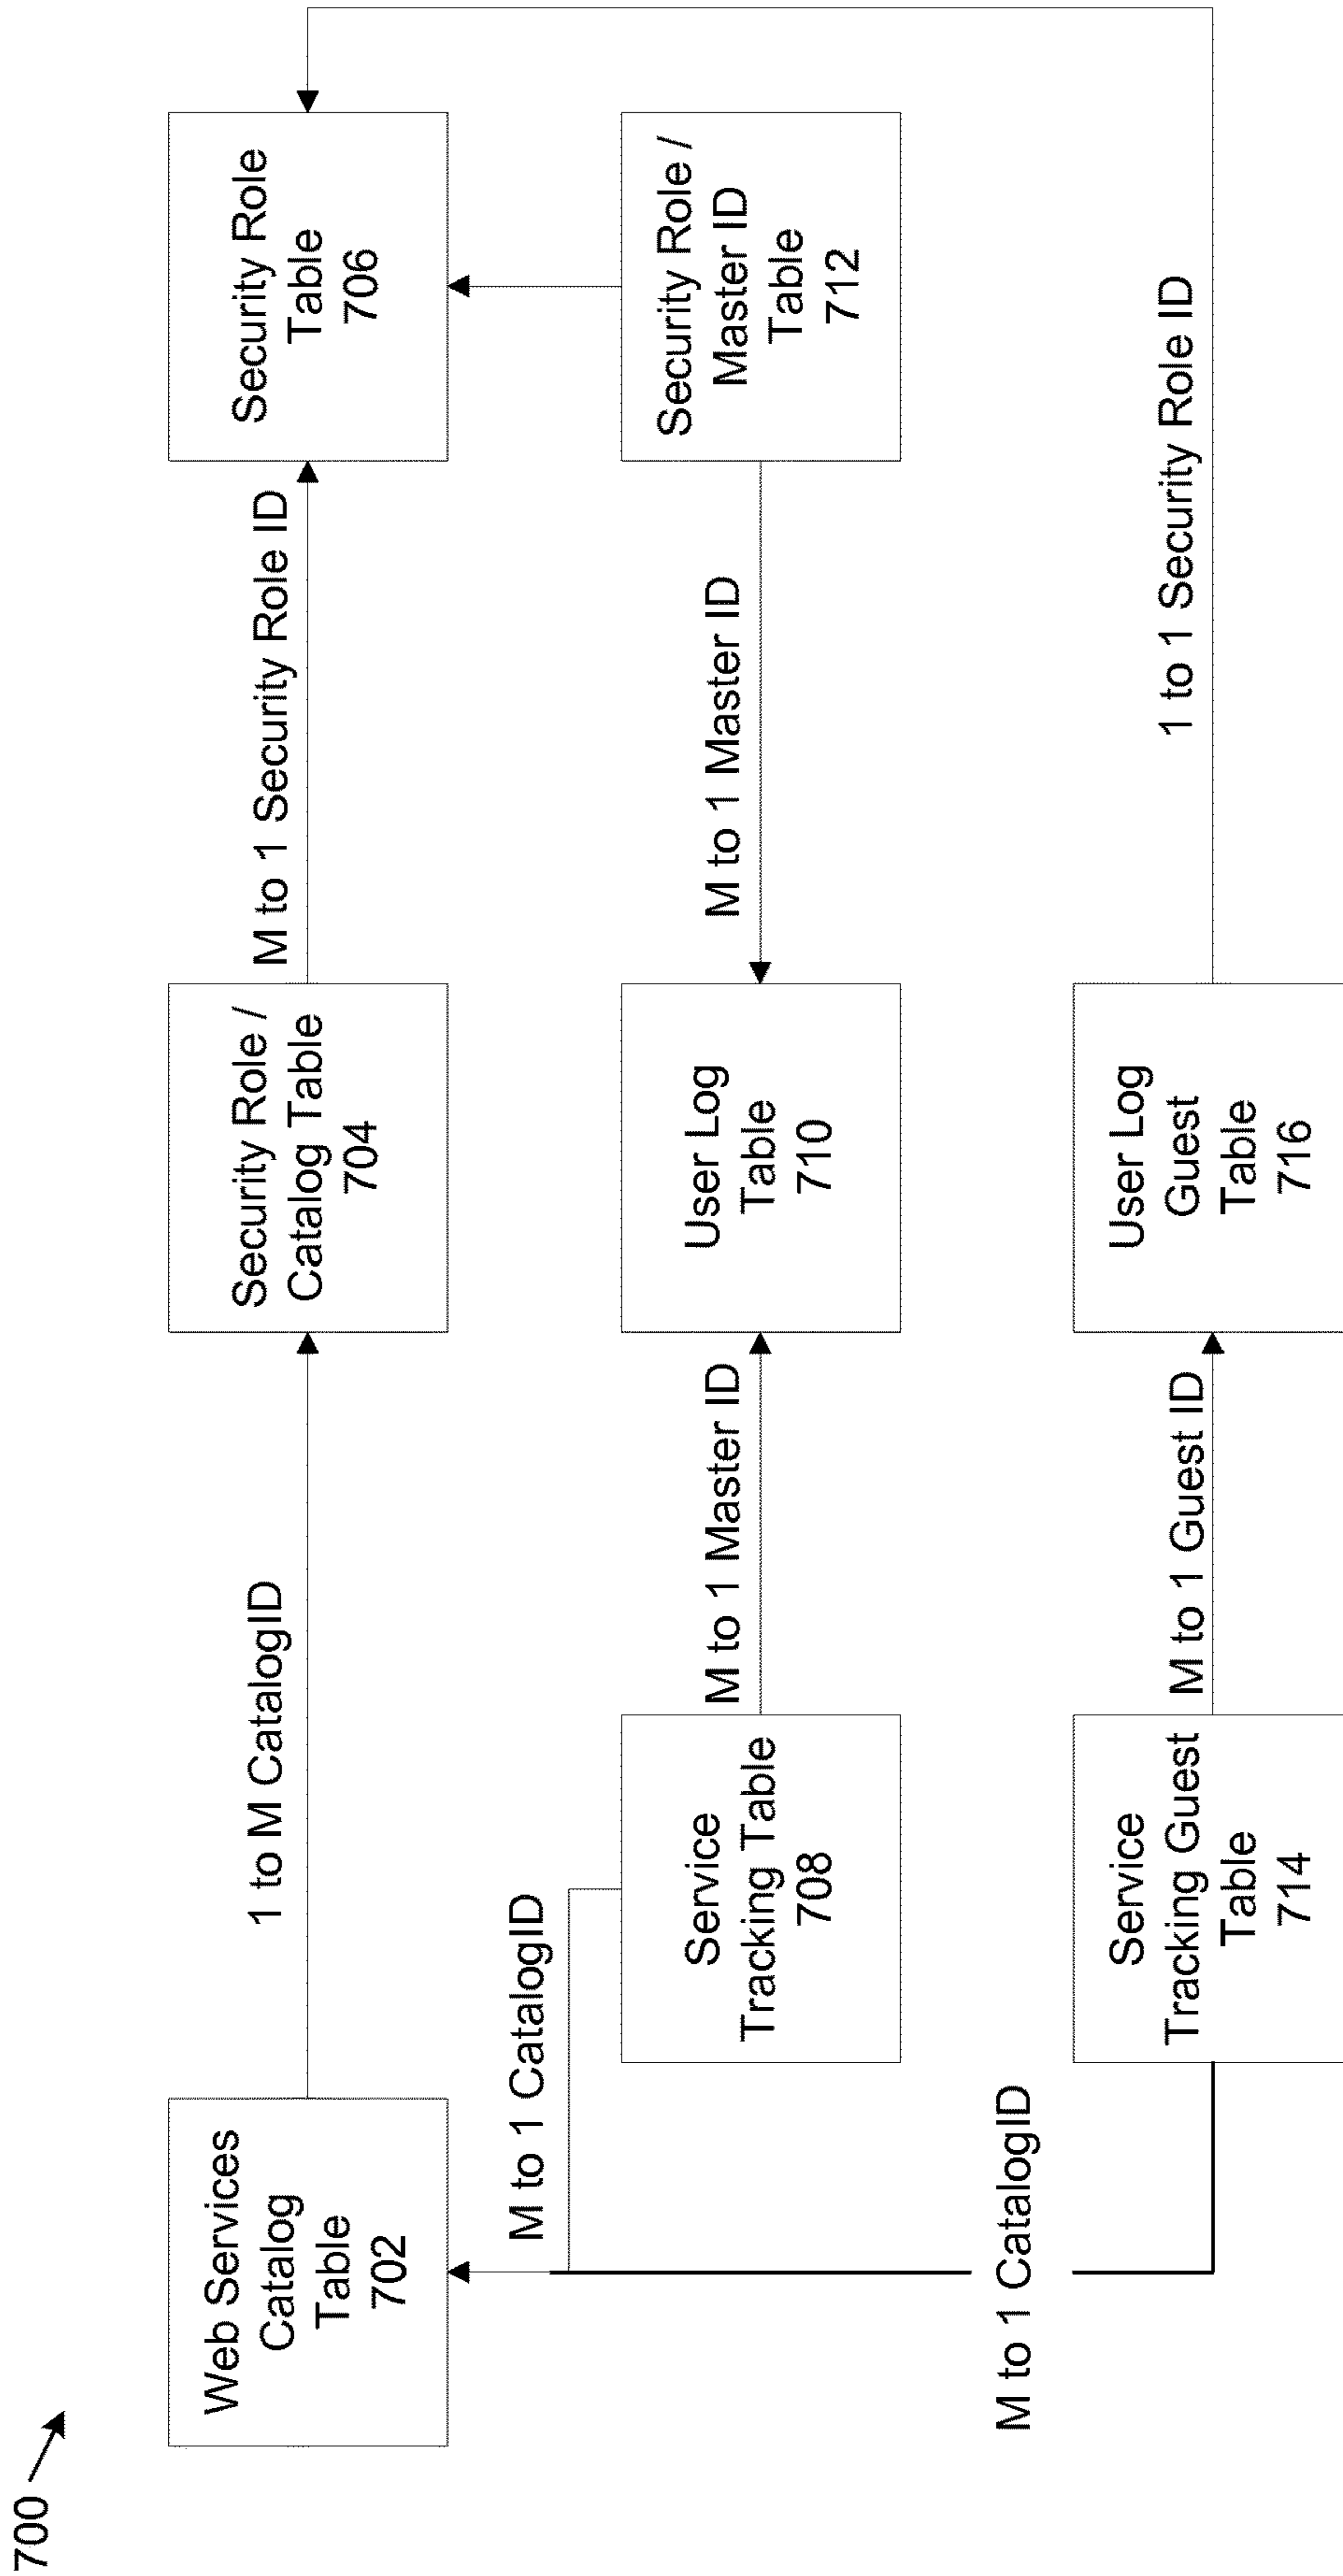 700
Web Services
Catalog
Table
702
1 to M CatalogID
Security Role /
Catalog Table
704
M to 1 Security Role ID
Security Role
Table
706
M to 1 CatalogID
Service
Tracking Table
708
M to 1 Master ID
User Log
Table
710
M to 1 Master ID
Security Role /
Master ID
Table
712
M to 1 CatalogID
Service
Tracking Guest
Table
714
M to 1 Guest ID
User Log
Guest
Table
716
1 to 1 Security Role ID